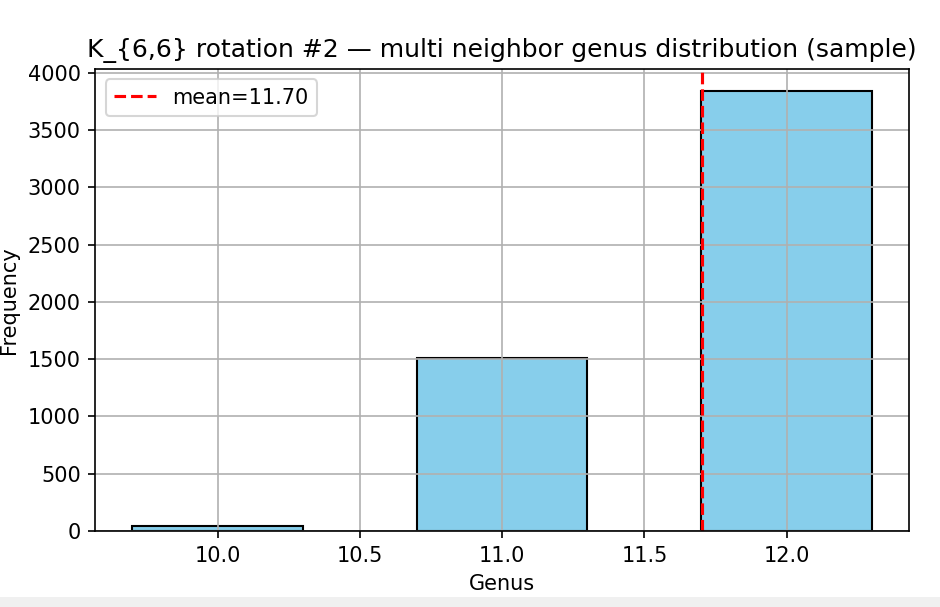 K_{6,6} rotation #2 — multi neighbor genus distribution (sample)
mean=11.70
Frequency
4000
3500
3000
2500
2000
1500
1000
500
0
10.0 10.5 11.0 11.5 12.0
Genus